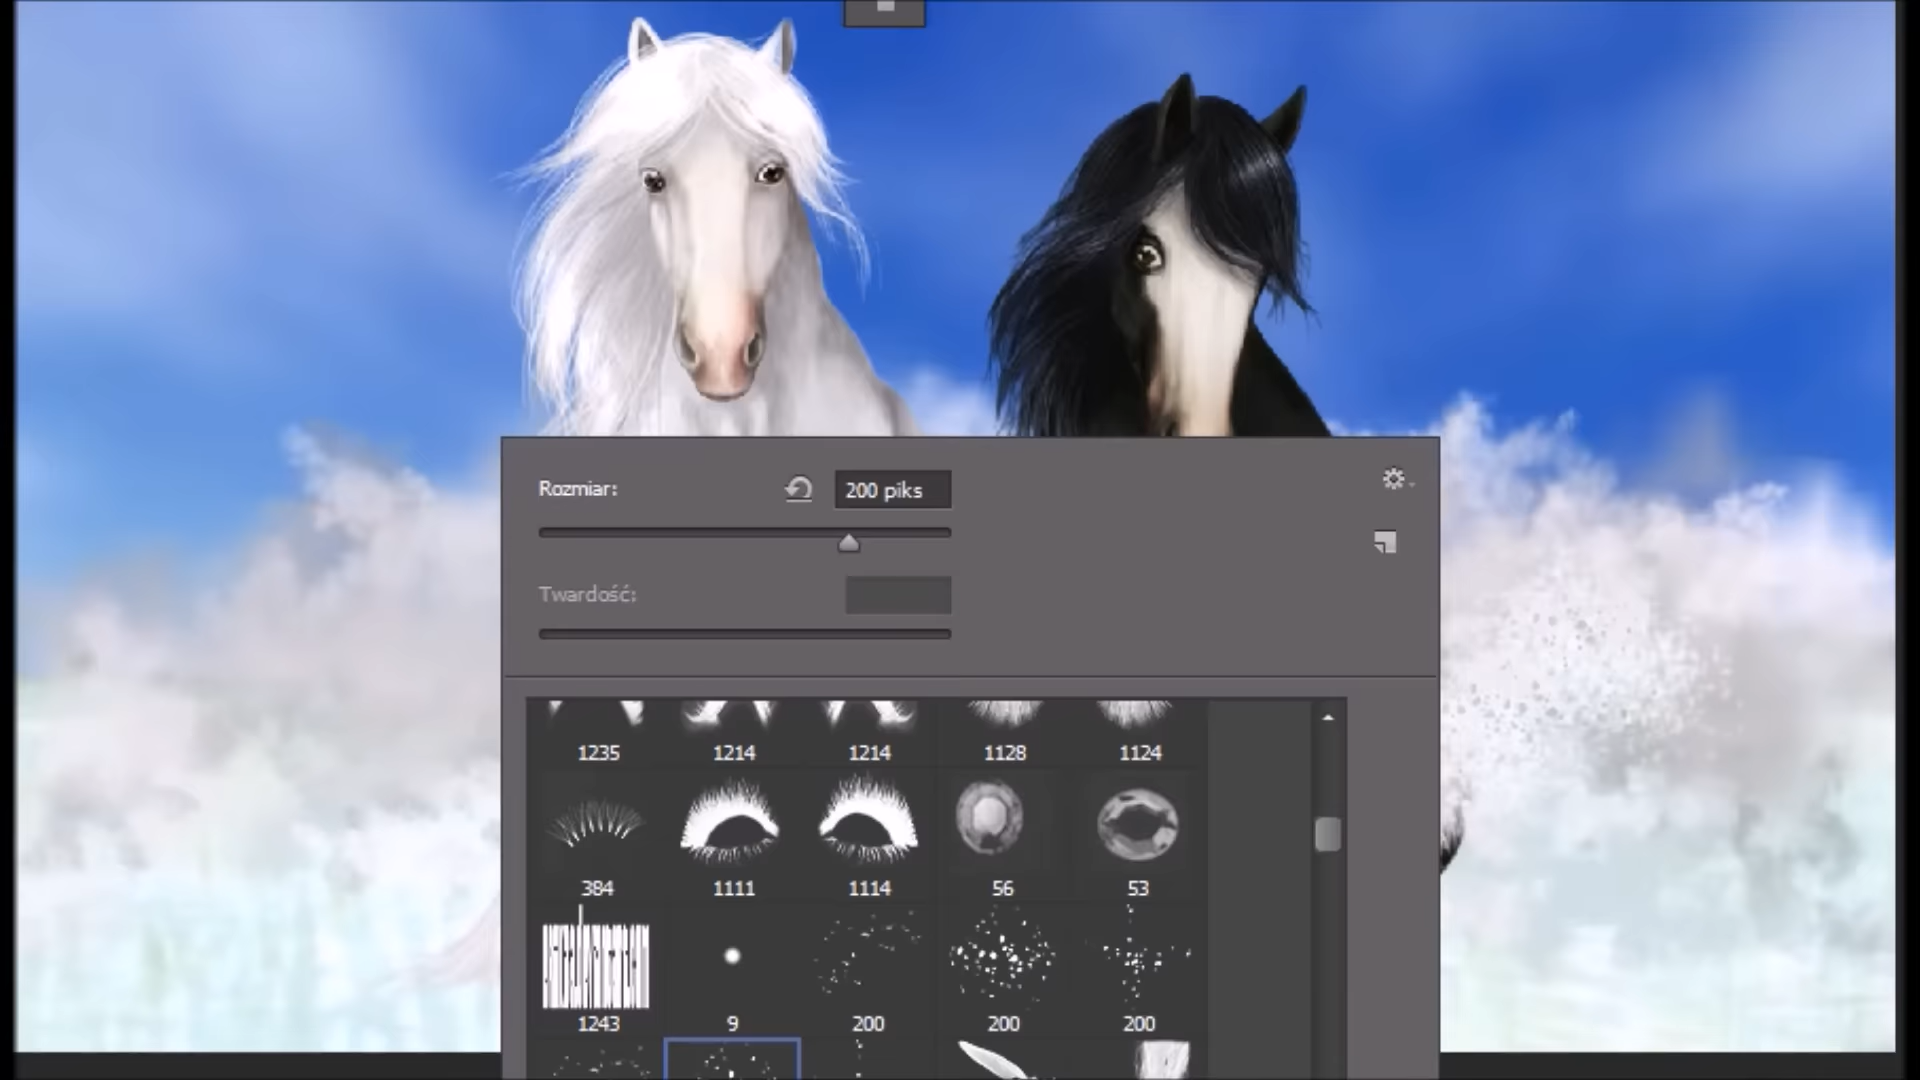 Rozmiar: 200 piks
Twardość:
1235 1214 1214 1128 1124
384 1111 1114 56 53
1243 9 200 200 200